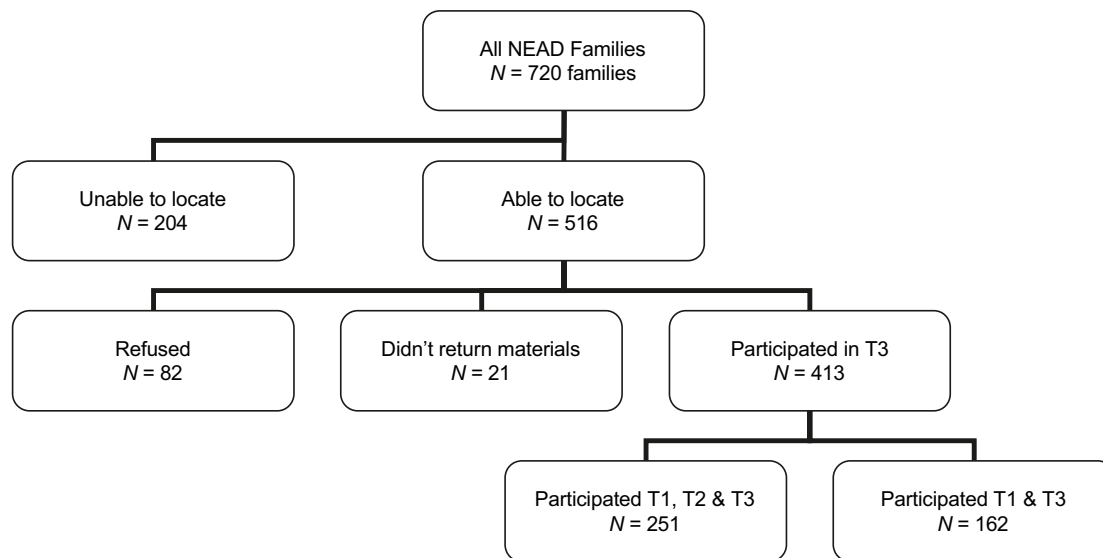 All NEAD Families
N = 720 families
Unable to locate
N = 204
Able to locate
N = 516
Refused
N = 82
Didn’t return materials
N = 21
Participated in T3
N = 413
Participated T1, T2 & T3
N = 251
Participated T1 & T3
N = 162